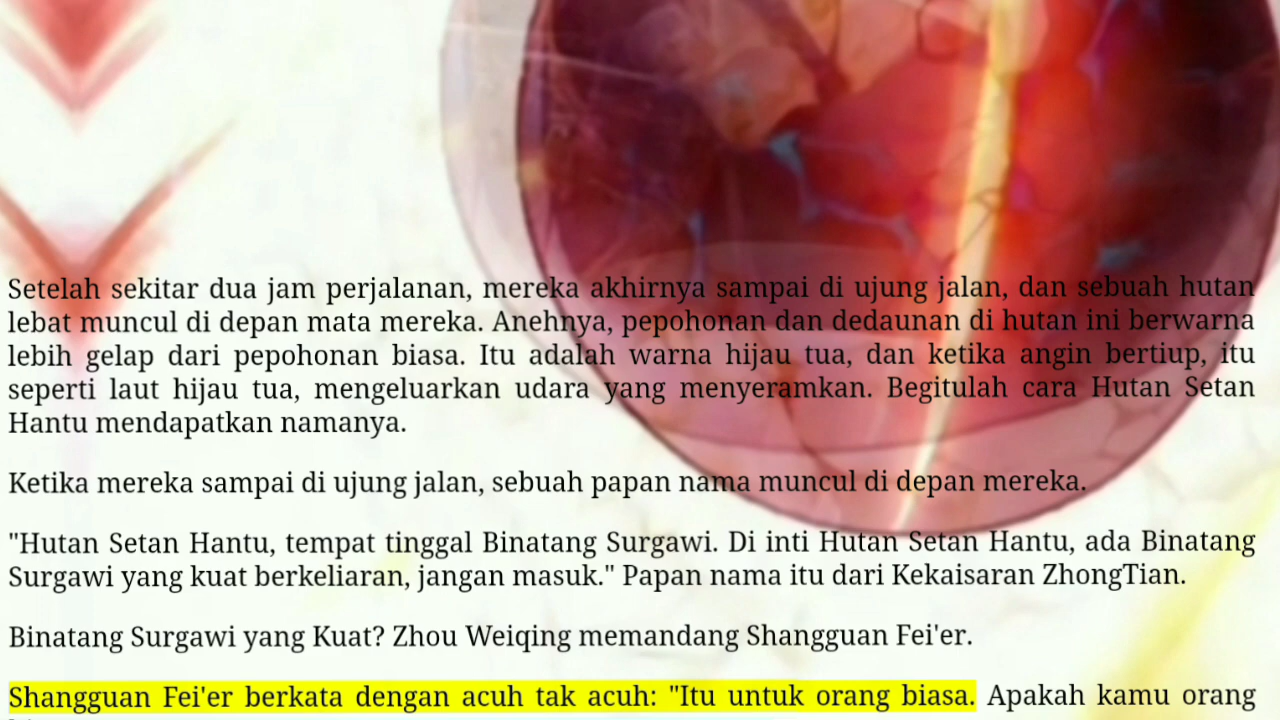 Setelah sekitar dua jam perjalanan, mereka akhirnya sampai di ujung jalan, dan sebuah hutan
lebat muncul di depan mata mereka. Anehnya, pepohonan dan dedaunan di hutan ini berwarna
lebih gelap dari pepohonan biasa. Itu adalah warna hijau tua, dan ketika angin bertiup, itu
seperti laut hijau tua, mengeluarkan udara yang menyeramkan. Begitulah cara Hutan Setan
Hantu mendapatkan namanya.
Ketika mereka sampai di ujung jalan, sebuah papan nama muncul di depan mereka.
"Hutan Setan Hantu, tempat tinggal Binatang Surgawi. Di inti Hutan Setan Hantu, ada Binatang
Surgawi yang kuat berkeliaran, jangan masuk." Papan nama itu dari Kekaisaran ZhongTian.
Binatang Surgawi yang Kuat? Zhou Weiqing memandang Shangguan Fei'er.
Shangguan Fei'er berkata dengan acuh tak acuh: "Itu untuk orang biasa. Apakah kamu orang